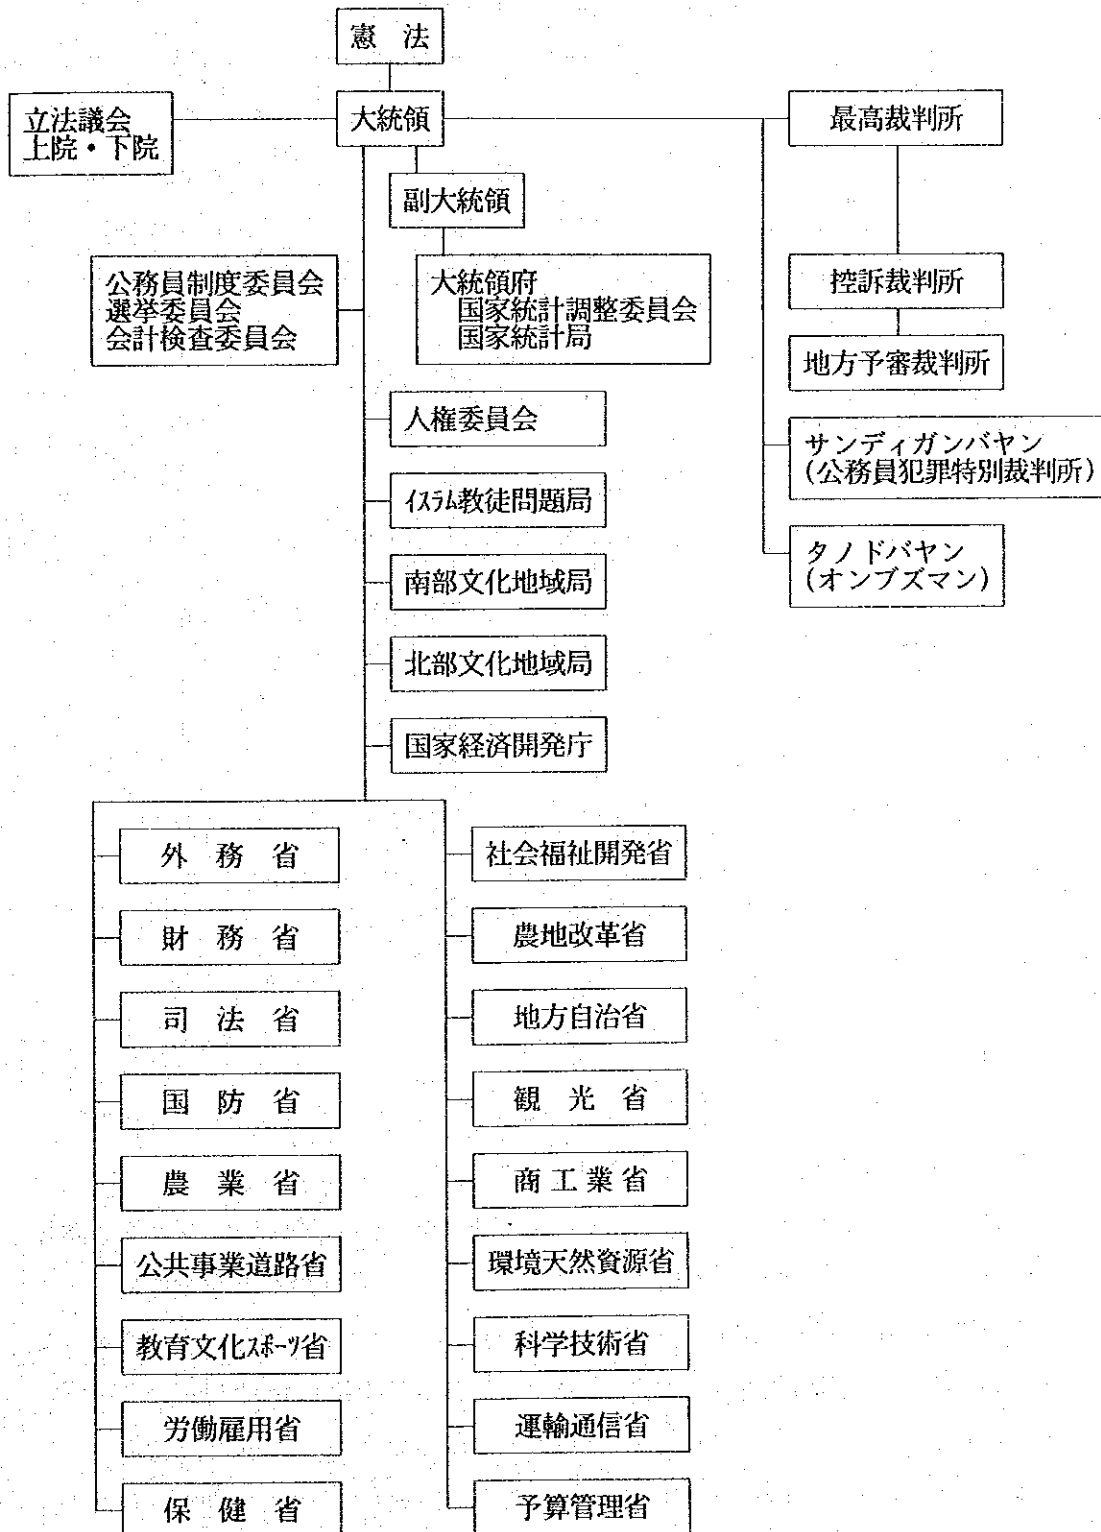 憲 法
立法議会
上院・下院
大統領
最高裁判所
副大統領
公務員制度委員会
選挙委員会
会計検査委員会
大統領府
国家統計調整委員会
国家統計局
控訴裁判所
地方予審裁判所
人権委員会
サンディガンバヤン
(公務員犯罪特別裁判所)
イスラム教徒問題局
タノドバヤン
(オンブズマン)
南部文化地域局
北部文化地域局
国家経済開発庁
外 務 省
財 務 省
司 法 省
国 防 省
農 業 省
公共事業道路省
教育文化スポーツ省
労働雇用省
保 健 省
社会福祉開発省
農地改革省
地方自治省
観 光 省
商 工 業 省
環境天然資源省
科学技術省
運輸通信省
予算管理省